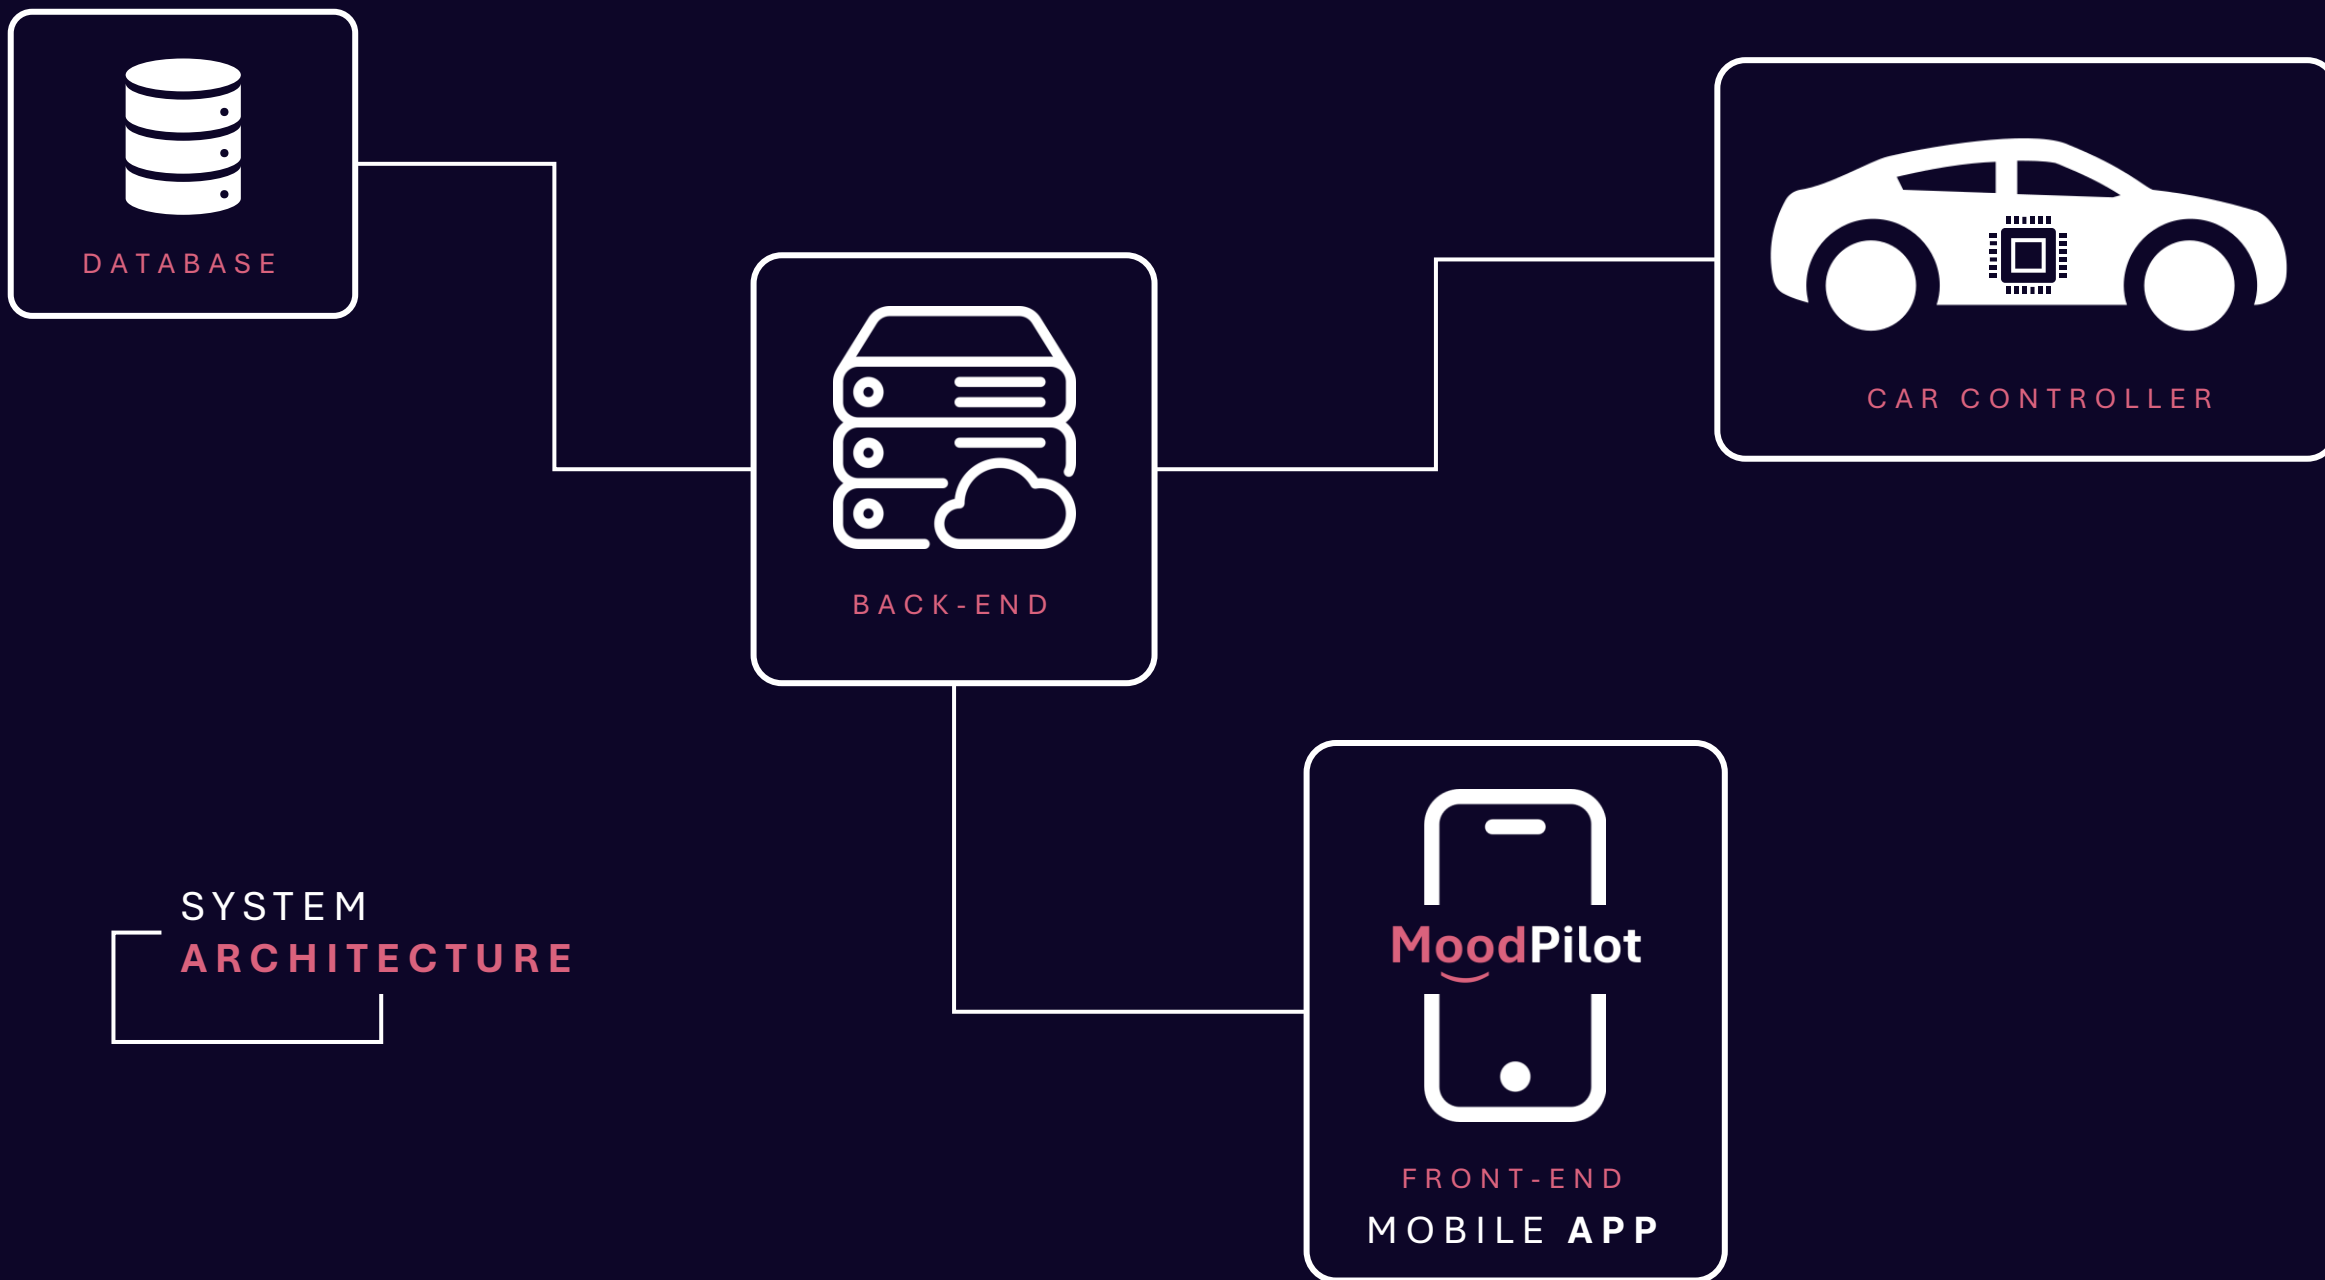 DATABASE
CAR CONTROLLER
BACK-END
SYSTEM
ARCHITECTURE
MoodPilot
FRONT-END
MOBILE APP